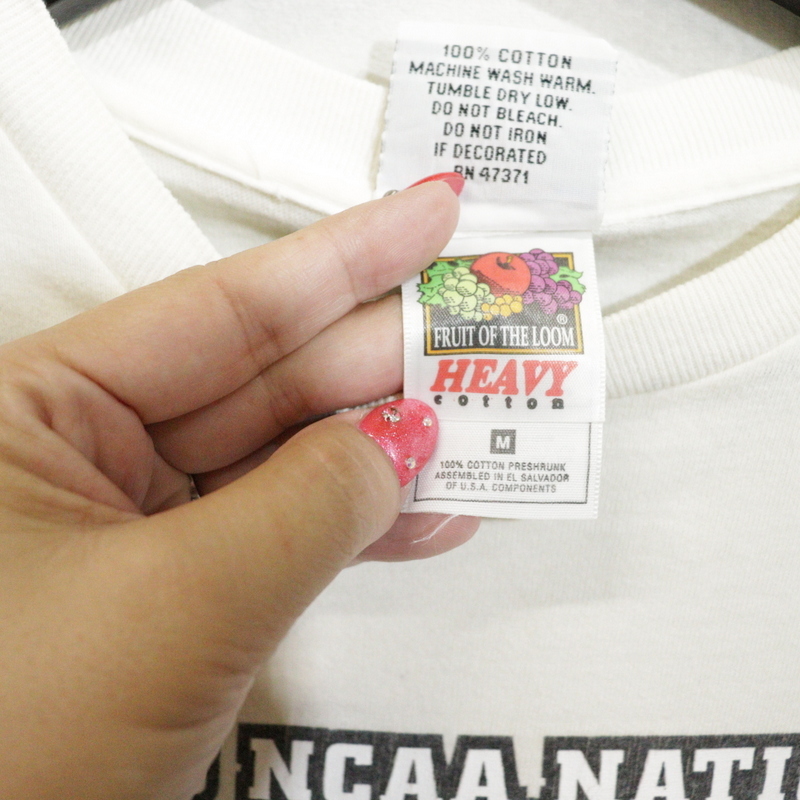 100% COTTON
MACHINE WASH WARM.
TUMBLE DRY LOW.
DO NOT BLEACH.
DO NOT IRON
IF DECORATED
RN 47371
®
FRUIT OF THE LOOM
HEAVY
cotton
M
100% COTTON PRESHRUNK
ASSEMBLED IN EL SALVADOR
OF U.S.A. COMPONENTS
NCAA NATI